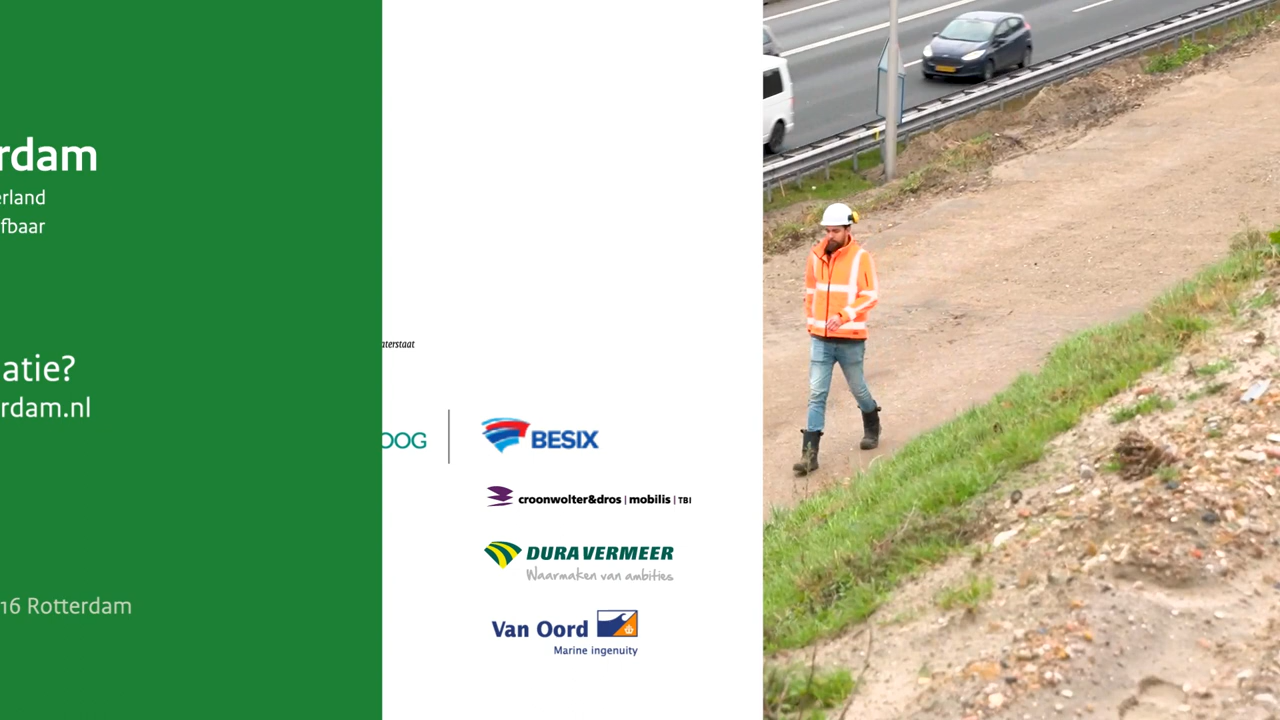 rdam
erland
fbaar
atie?
rdam.nl
16 Rotterdam
aterstaat
OOG
BESIX
croonwolter&dros | mobilis | TBI
DURA VERMEER
Waarmaken van ambities
Van Oord
Marine ingenuity